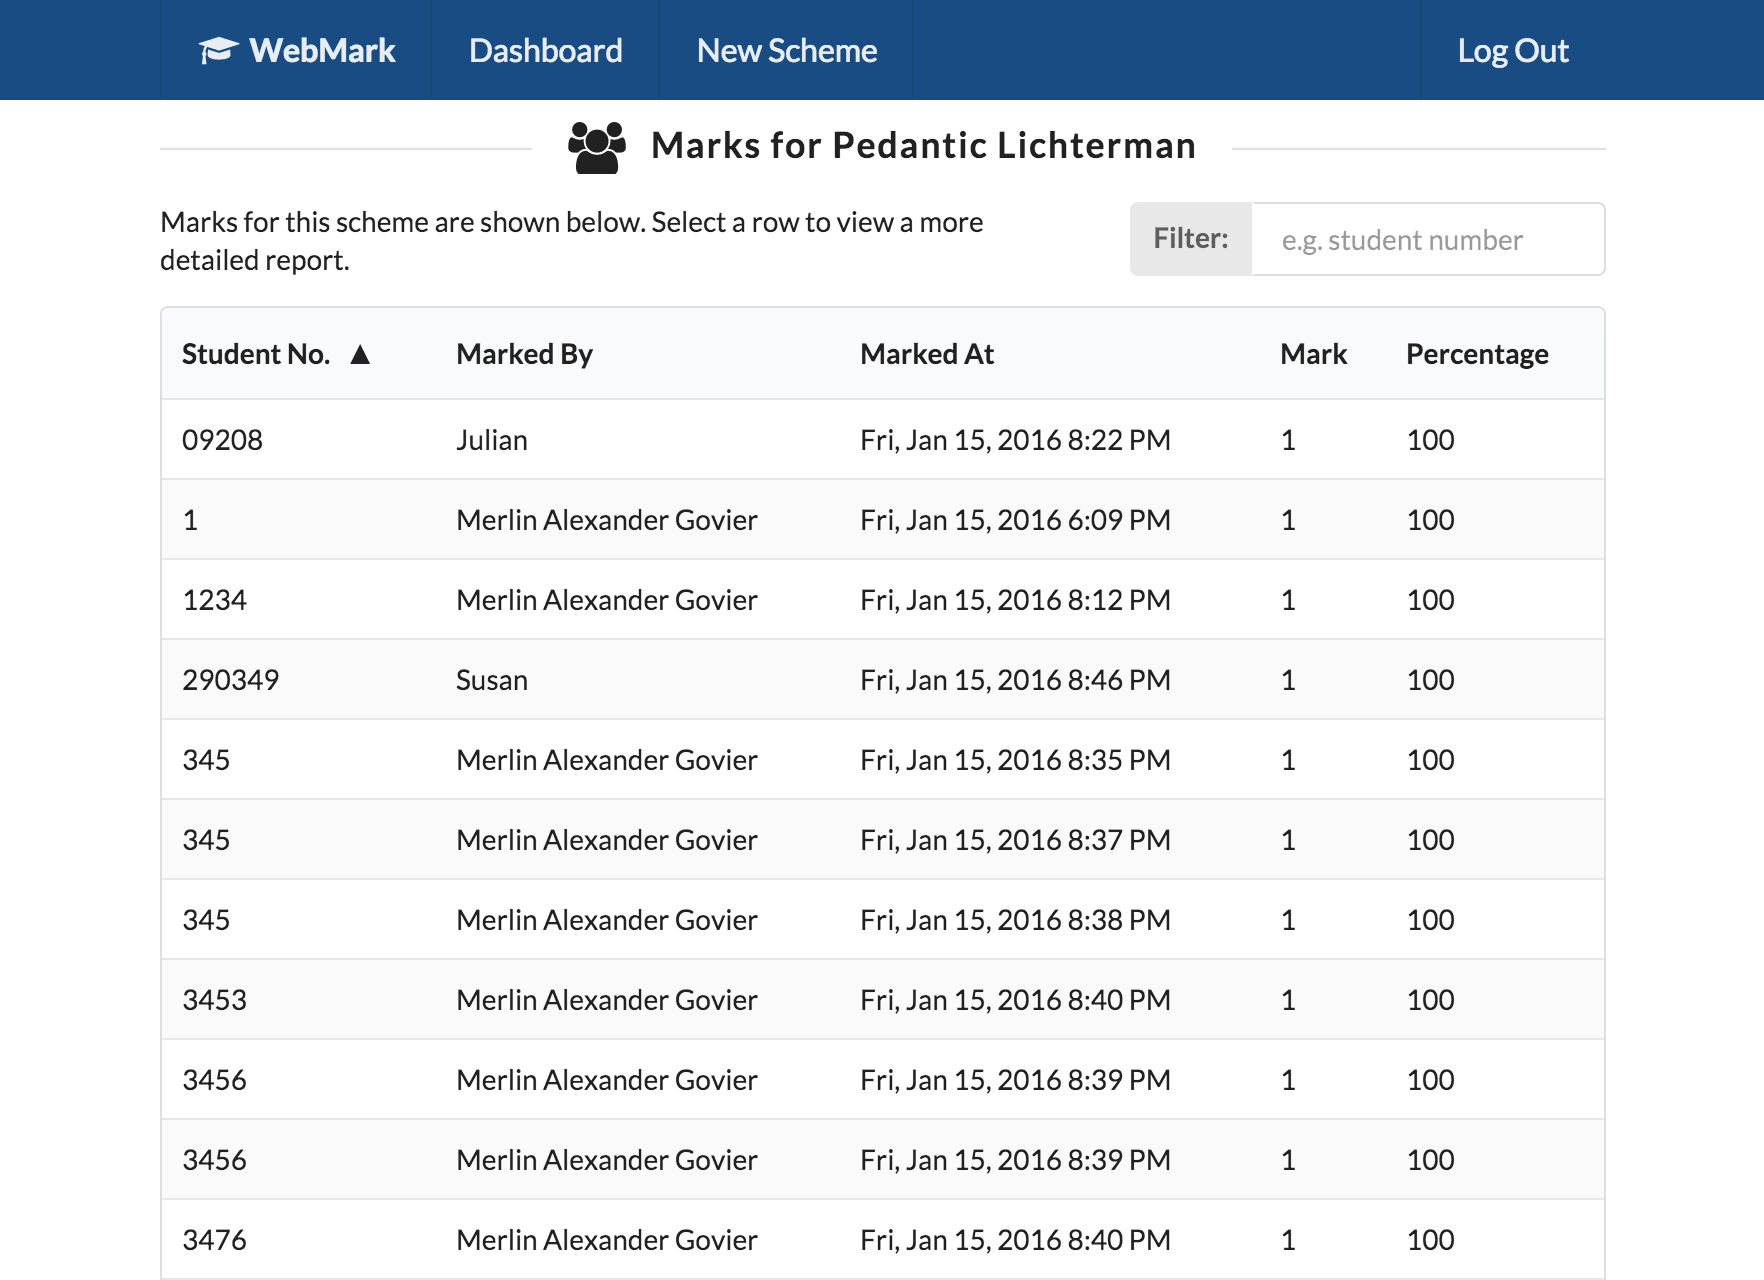 WebMark Dashboard New Scheme Log Out
Marks for Pedantic Lichterman
Marks for this scheme are shown below. Select a row to view a more
detailed report.
Filter: e.g. student number
Student No. ▲ Marked By Marked At Mark Percentage
09208 Julian Fri, Jan 15, 2016 8:22 PM 1 100
1 Merlin Alexander Govier Fri, Jan 15, 2016 6:09 PM 1 100
1234 Merlin Alexander Govier Fri, Jan 15, 2016 8:12 PM 1 100
290349 Susan Fri, Jan 15, 2016 8:46 PM 1 100
345 Merlin Alexander Govier Fri, Jan 15, 2016 8:35 PM 1 100
345 Merlin Alexander Govier Fri, Jan 15, 2016 8:37 PM 1 100
345 Merlin Alexander Govier Fri, Jan 15, 2016 8:38 PM 1 100
3453 Merlin Alexander Govier Fri, Jan 15, 2016 8:40 PM 1 100
3456 Merlin Alexander Govier Fri, Jan 15, 2016 8:39 PM 1 100
3456 Merlin Alexander Govier Fri, Jan 15, 2016 8:39 PM 1 100
3476 Merlin Alexander Govier Fri, Jan 15, 2016 8:40 PM 1 100